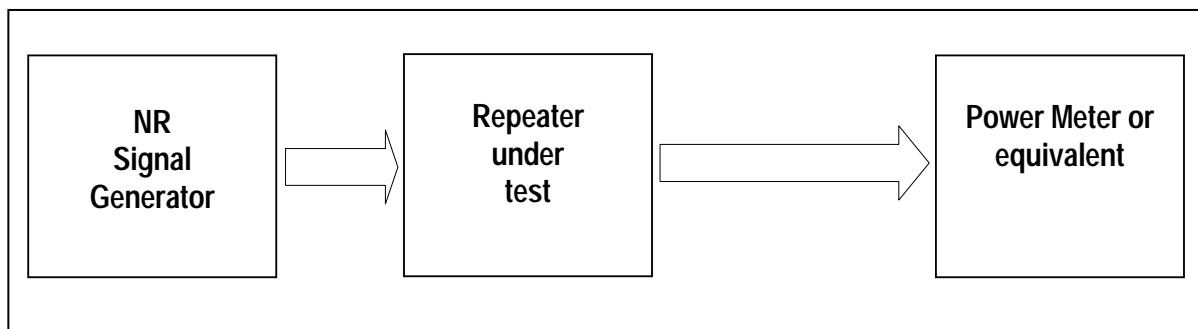 NR
Signal
Generator
Repeater
under
test
Power Meter or
equivalent